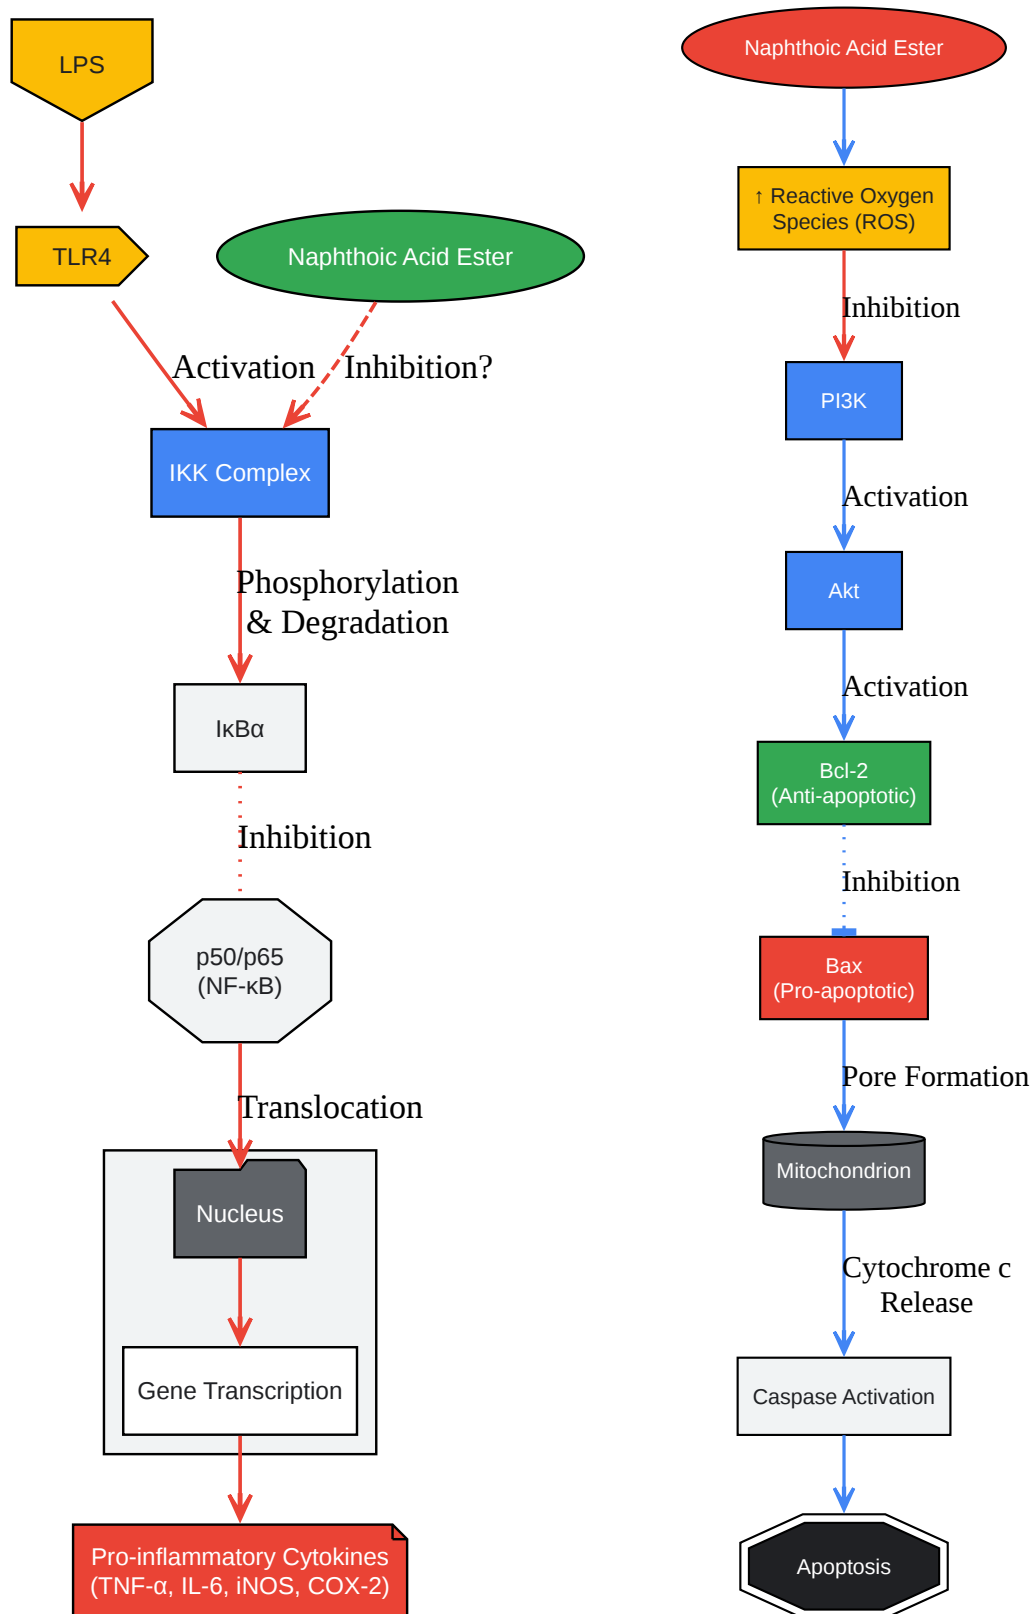 LPS
TLR4
Naphthoic Acid Ester
Activation
Inhibition?
IKK Complex
Phosphorylation
& Degradation
IκBα
Inhibition
p50/p65
(NF-κB)
Translocation
Nucleus
Gene Transcription
Pro-inflammatory Cytokines
(TNF-α, IL-6, iNOS, COX-2)
Naphthoic Acid Ester
↑ Reactive Oxygen
Species (ROS)
Inhibition
PI3K
Activation
Akt
Activation
Bcl-2
(Anti-apoptotic)
Inhibition
Bax
(Pro-apoptotic)
Pore Formation
Mitochondrion
Cytochrome c
Release
Caspase Activation
Apoptosis